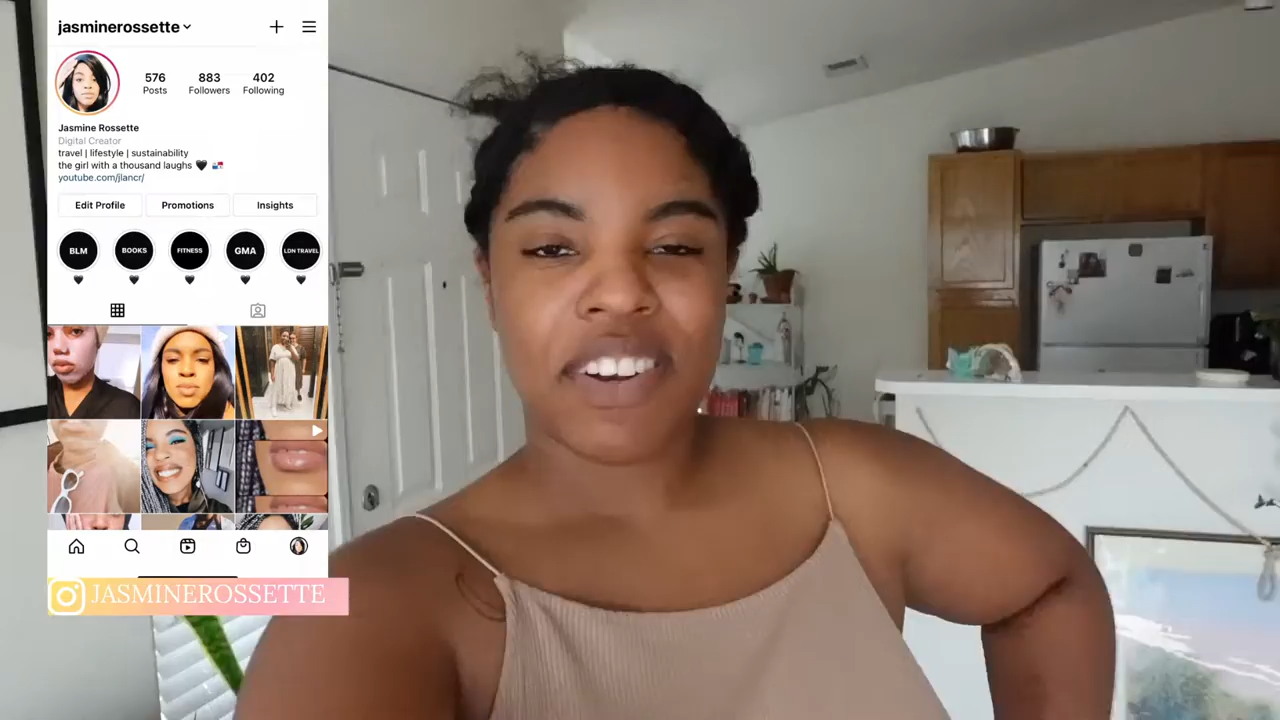 jasminerossette
576 883 402
Posts Followers Following
Jasmine Rossette
Digital Creator
travel | lifestyle | sustainability
the girl with a thousand laughs 🖤 🇵🇦
youtube.com/jlancr/
Edit Profile Promotions Insights
BLM BOOKS FITNESS GMA LDN TRAVEL
🖤 🖤 🖤 🖤 🖤
JASMINEROSSETTE